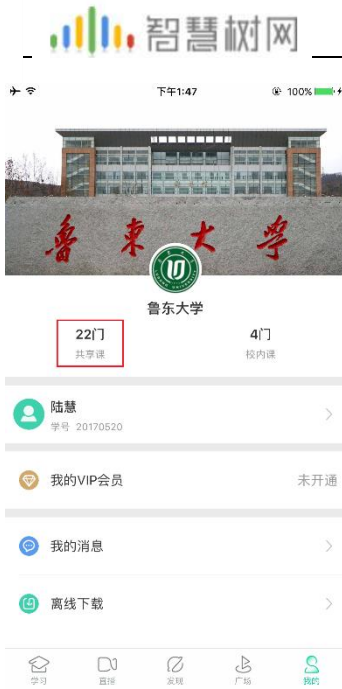 智慧树网
下午1:47
100%
鲁东大学
鲁东大学
22门
4门
共享课
校内课
陆慧
学号 20170520
我的VIP会员
未开通
我的消息
离线下载
学习
直播
发现
广场
我的